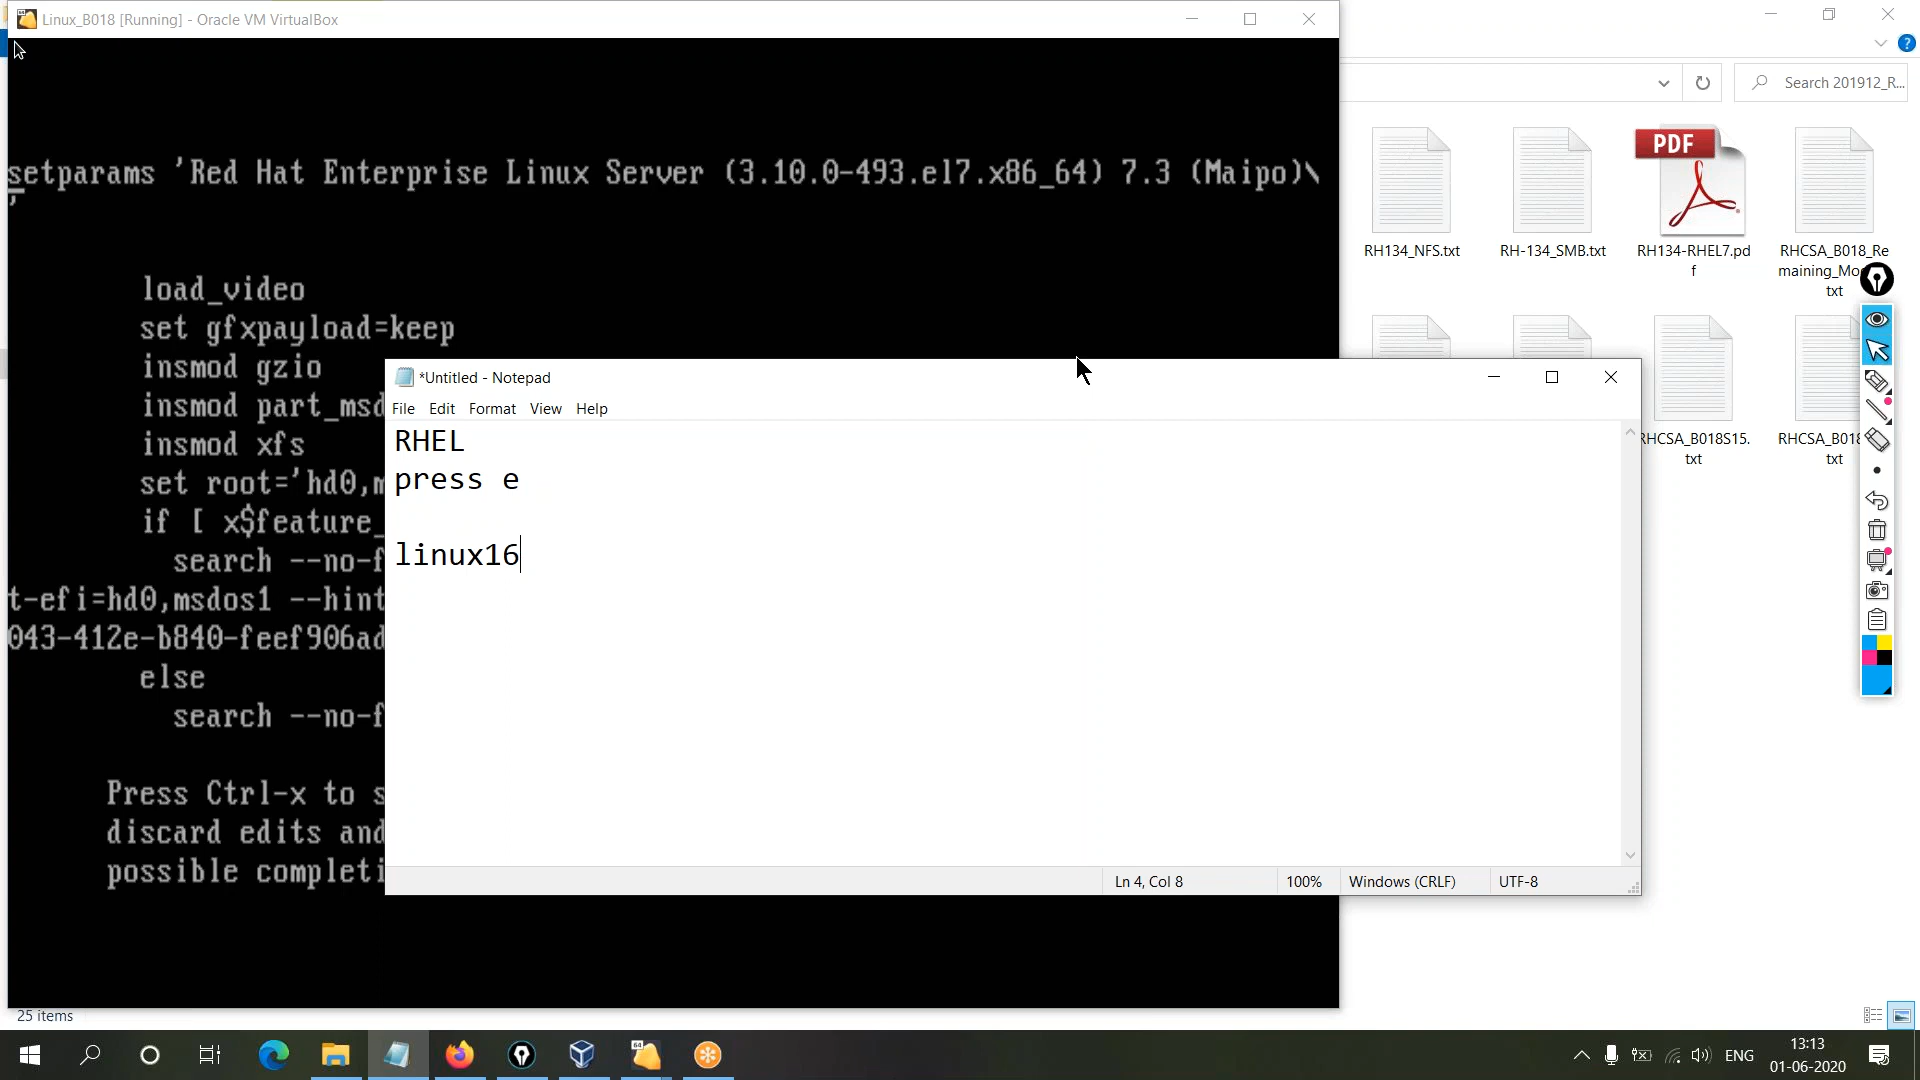 Linux_B018 [Running] - Oracle VM VirtualBox
setparams 'Red Hat Enterprise Linux Server (3.10.0-493.el7.x86_64) 7.3 (Maipo)\
'
load_video
set gfxpayload=keep
insmod gzio
insmod part_msd
insmod xfs
set root='hd0,m
if [ x$feature_
search --no-f
t-efi=hd0,msdos1 --hint
043-412e-b840-feef906ad
else
search --no-f
Press Ctrl-x to s
discard edits and
possible completi
*Untitled - Notepad
File Edit Format View Help
RHEL
press e
linux16
Ln 4, Col 8 100% Windows (CRLF) UTF-8
Search 201912_R...
RH134_NFS.txt
RH-134_SMB.txt
PDF
RH134-RHEL7.pd
f
RHCSA_B018_Re
maining_Mo
txt
RHCSA_B018S15.
txt
RHCSA_B018
txt
25 items
64
ENG
13:13
01-06-2020